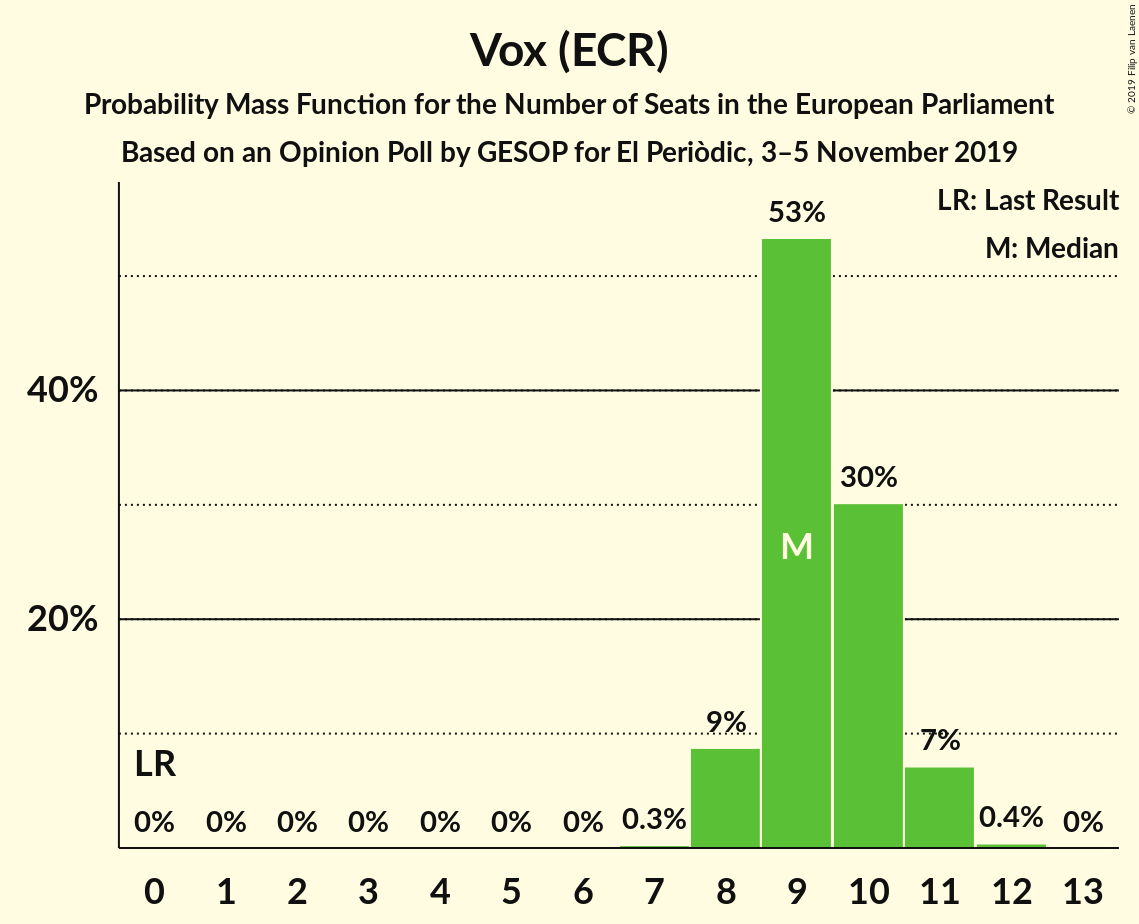 Vox (ECR)
Probability Mass Function for the Number of Seats in the European Parliament
Based on an Opinion Poll by GESOP for El Periòdic, 3–5 November 2019
© 2019 Filip van Laenen
LR: Last Result
M: Median
53%
40%
30%
M
20%
9%
7%
LR
0% 0% 0% 0% 0% 0% 0% 0.3% 0.4% 0%
0 1 2 3 4 5 6 7 8 9 10 11 12 13